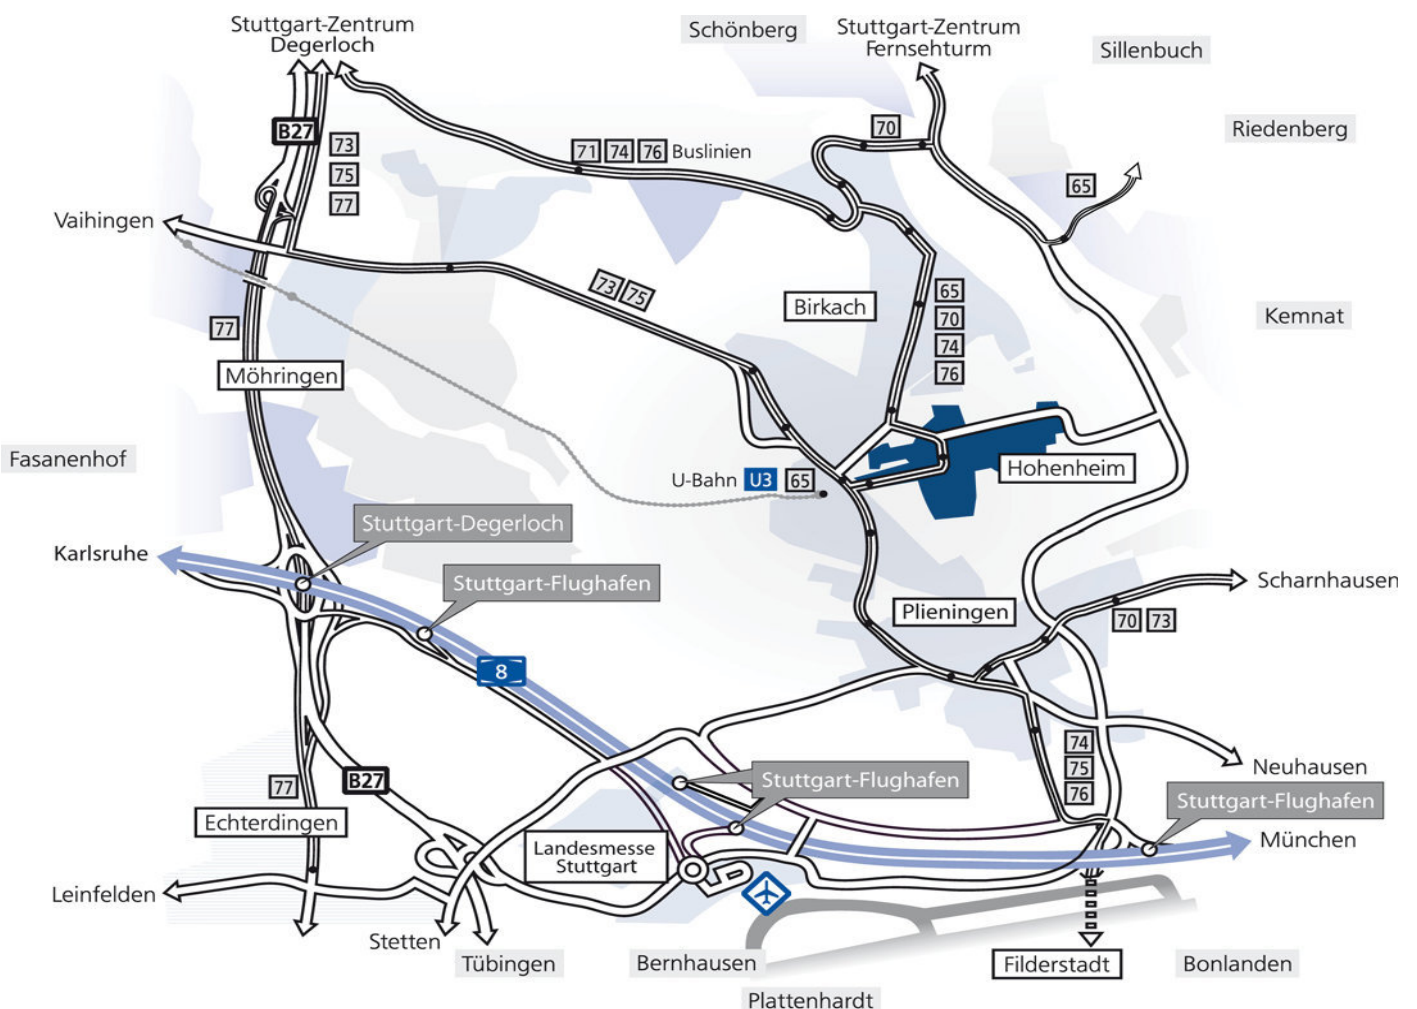 Stuttgart-Zentrum
Degerloch
Schönberg
Stuttgart-Zentrum
Fernsehturm
Sillenbuch
B27
73
75
77
71 74 76 Buslinien
70
Riedenberg
65
Vaihingen
73 75
Birkach
65
70
74
76
Kemnat
77
Möhringen
Fasanenhof
U-Bahn U3 65
Hohenheim
Stuttgart-Degerloch
Karlsruhe
Stuttgart-Flughafen
Scharnhausen
Plieningen
70 73
8
74
75
76
Neuhausen
77
B27
Stuttgart-Flughafen
Stuttgart-Flughafen
Echterdingen
Landesmesse
Stuttgart
München
Leinfelden
Stetten
Tübingen
Bernhausen
Filderstadt
Bonlanden
Plattenhardt